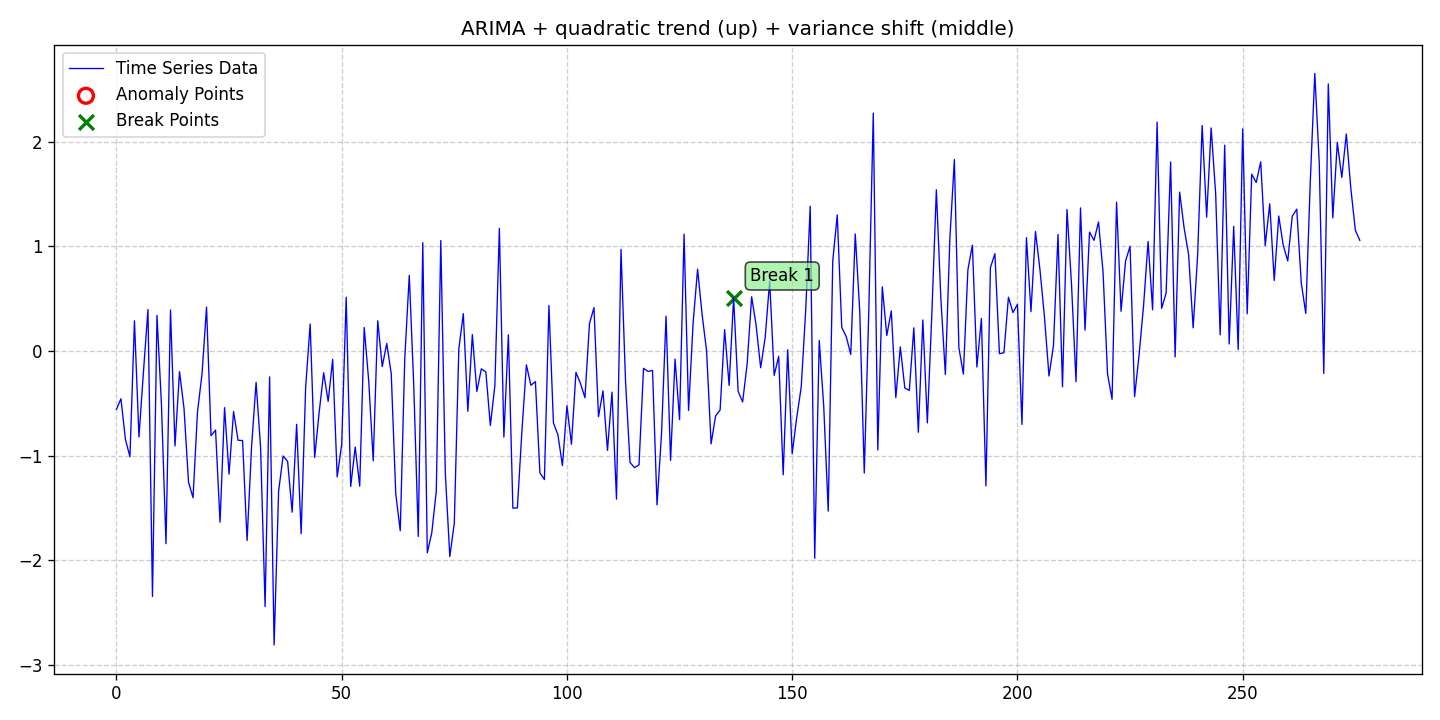 ARIMA + quadratic trend (up) + variance shift (middle)
Time Series Data
Anomaly Points
Break Points
Break 1
2
1
0
−1
−2
−3
0 50 100 150 200 250